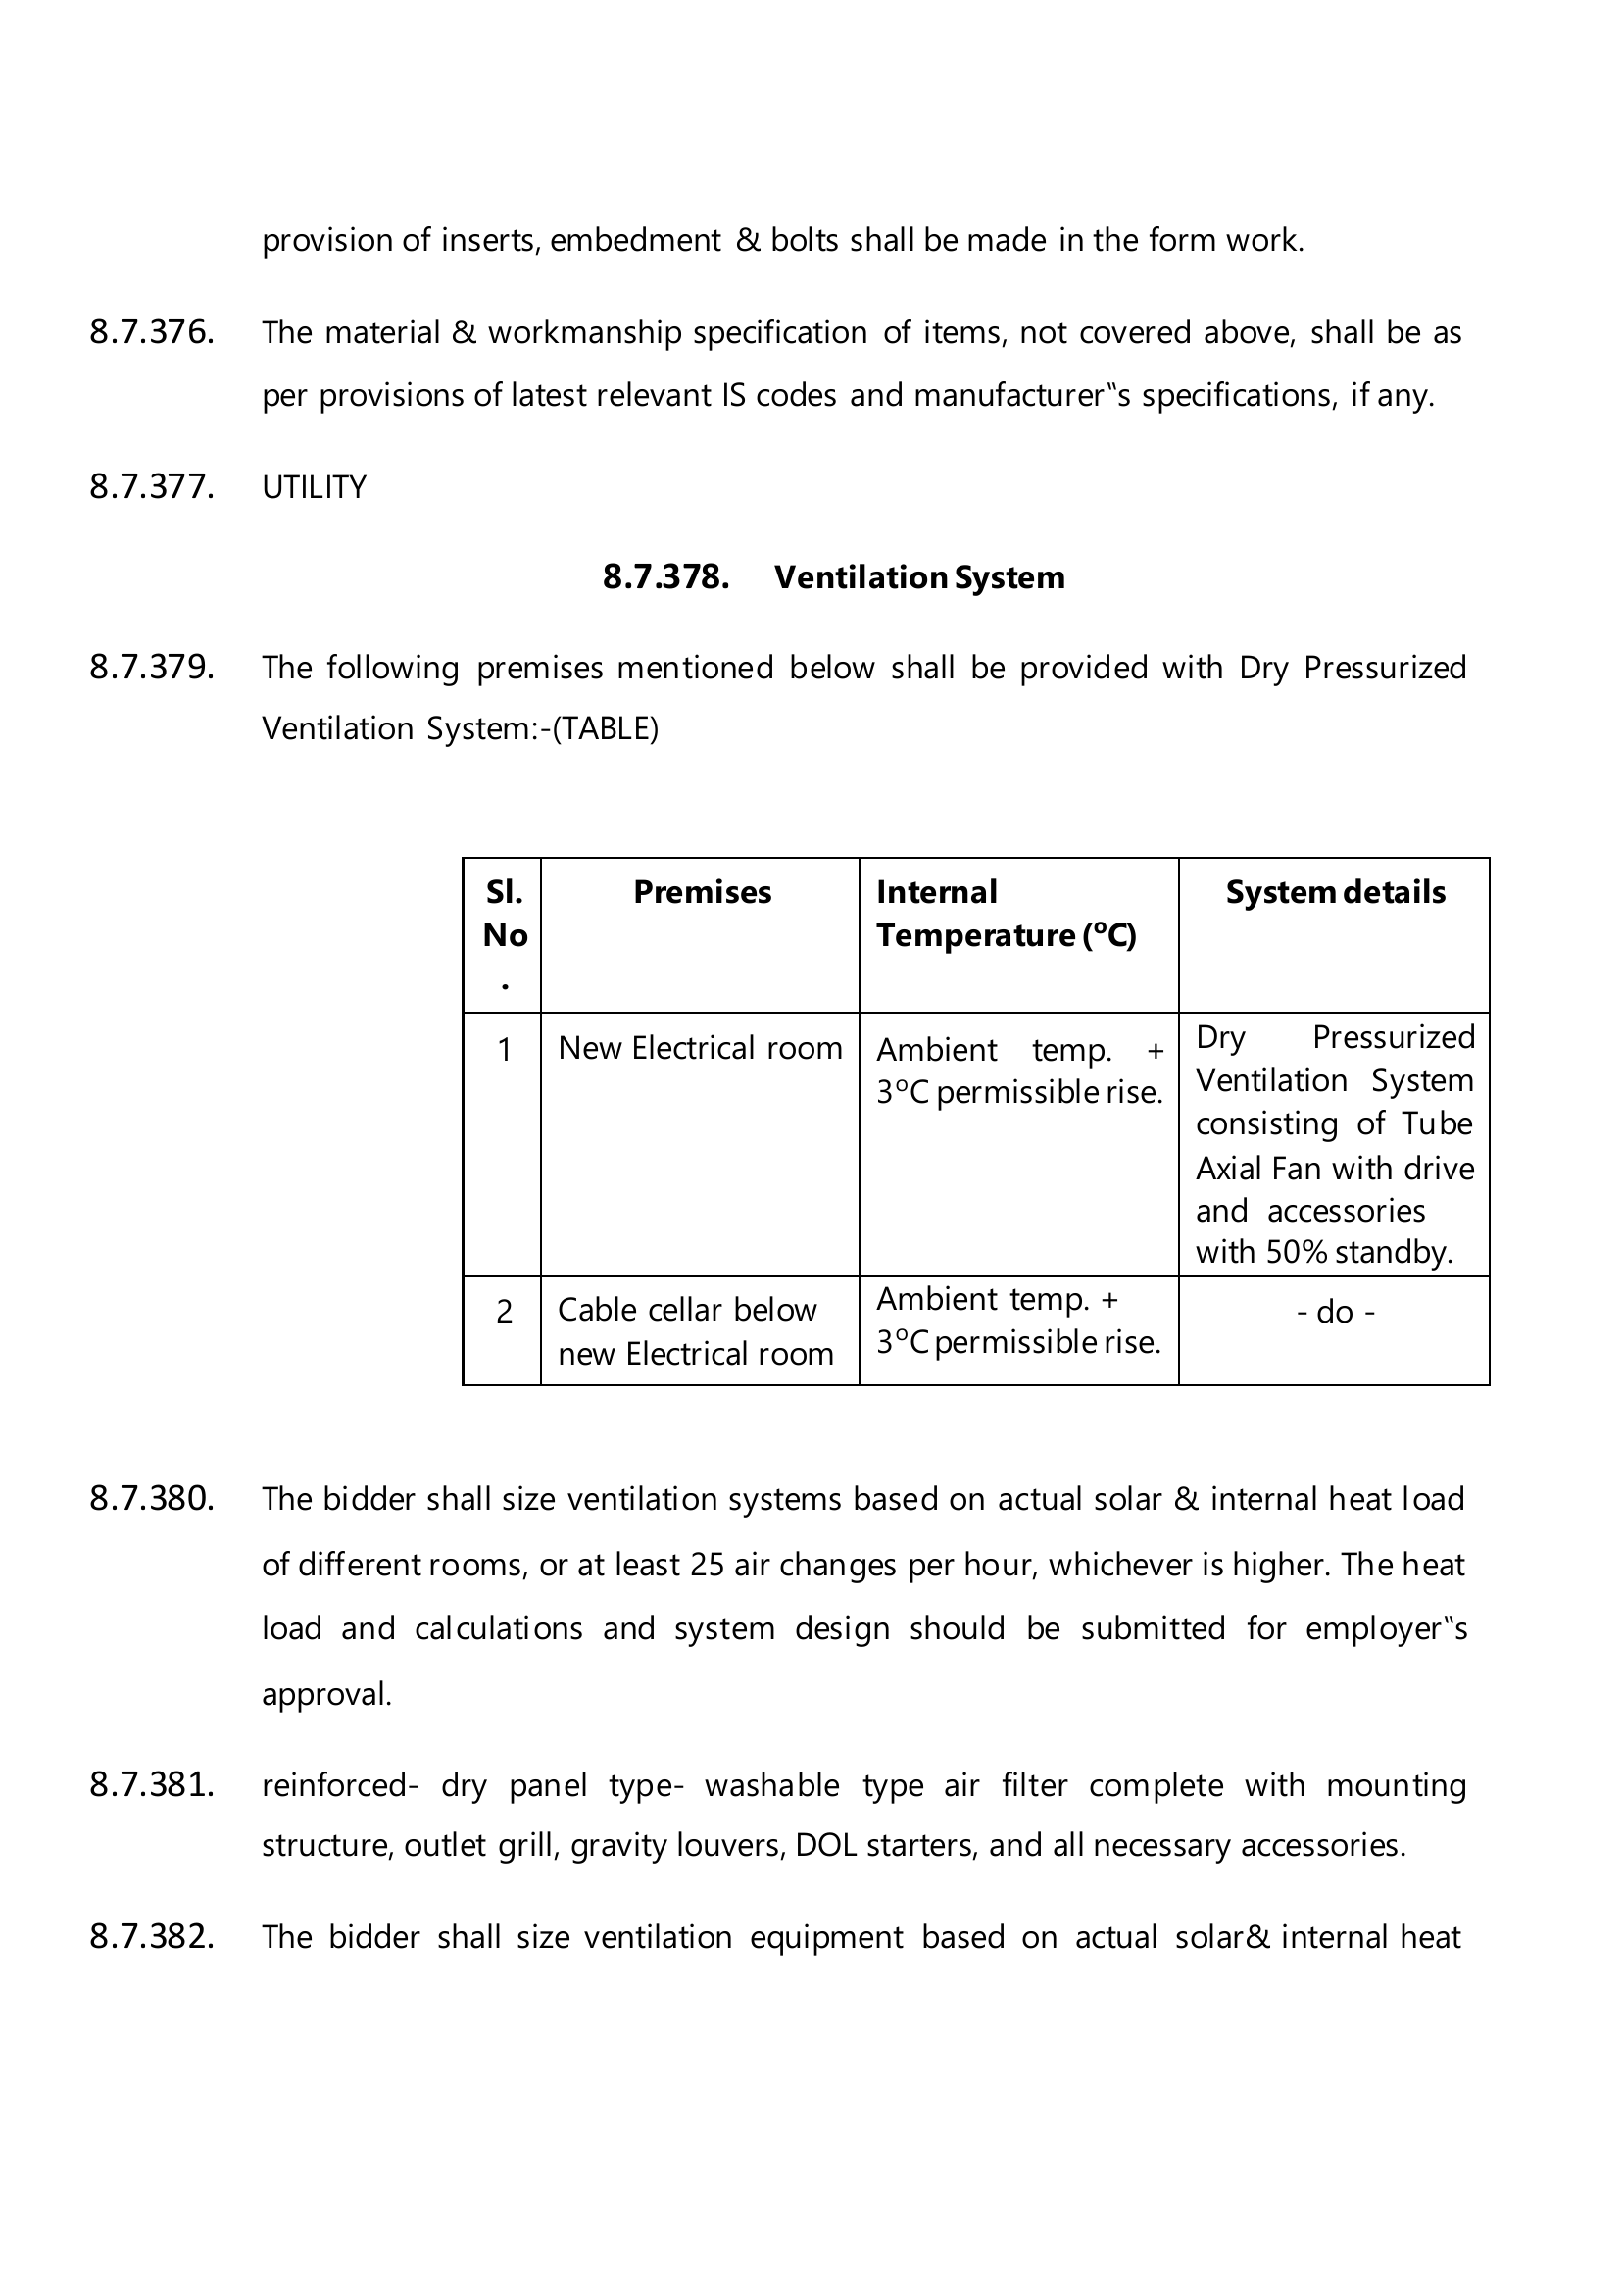 provision of inserts, embedment & bolts shall be made in the form work.
8.7.376. The material & workmanship specification of items, not covered above, shall be as
per provisions of latest relevant IS codes and manufacturer‟s specifications, if any.
8.7.377. UTILITY
8.7.378. Ventilation System
8.7.379. The following premises mentioned below shall be provided with Dry Pressurized
Ventilation System:-(TABLE)
Sl.
No
.
Premises
Internal
Temperature (ºC)
System details
1
New Electrical room
Ambient temp. +
3ºC permissible rise.
Dry Pressurized
Ventilation System
consisting of Tube
Axial Fan with drive
and accessories
with 50% standby.
2
Cable cellar below
new Electrical room
Ambient temp. +
3ºC permissible rise.
- do -
8.7.380. The bidder shall size ventilation systems based on actual solar & internal heat load
of different rooms, or at least 25 air changes per hour, whichever is higher. The heat
load and calculations and system design should be submitted for employer‟s
approval.
8.7.381. reinforced- dry panel type- washable type air filter complete with mounting
structure, outlet grill, gravity louvers, DOL starters, and all necessary accessories.
8.7.382. The bidder shall size ventilation equipment based on actual solar& internal heat